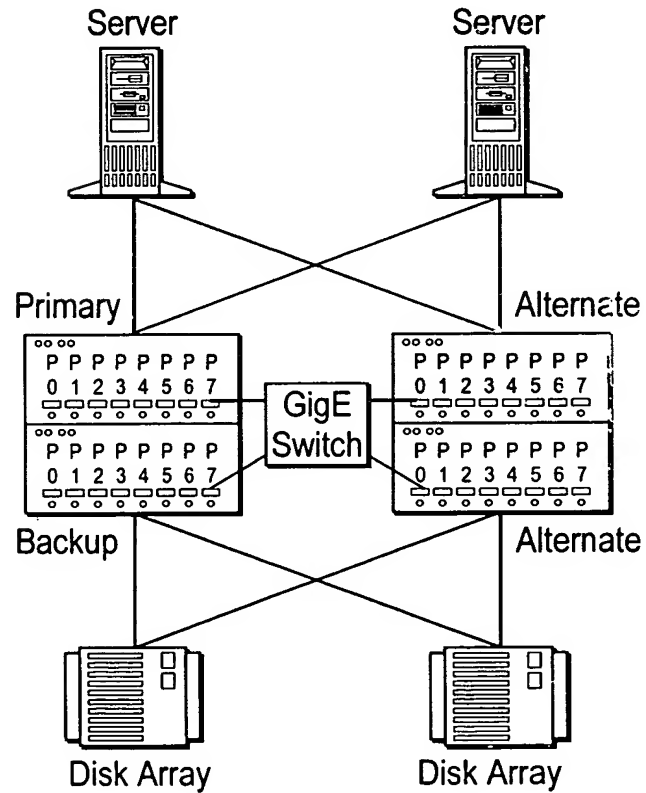 Server Server
Primary Alternate
P P P P P P P P P P P P P P P P
0 1 2 3 4 5 6 7 GigE 0 1 2 3 4 5 6 7
Switch
P P P P P P P P P P P P P P P P
0 1 2 3 4 5 6 7 0 1 2 3 4 5 6 7
Backup Alternate
Disk Array Disk Array